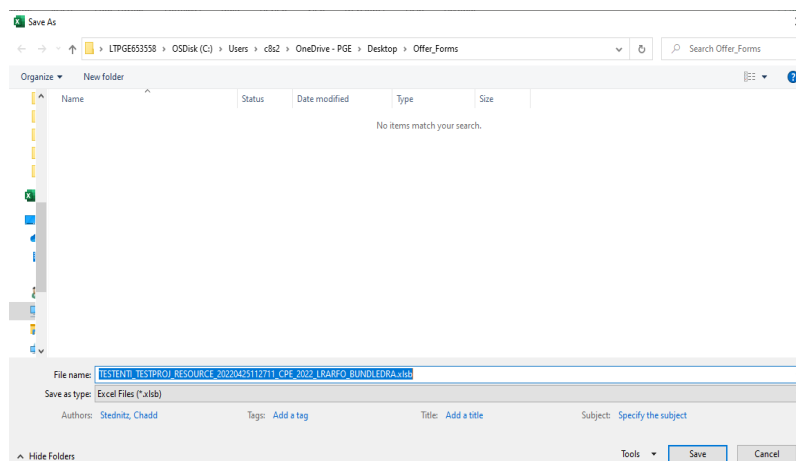 Save As
LTPGE653558 > OSDisk (C:) > Users > c8s2 > OneDrive - PGE > Desktop > Offer_Forms
Search Offer_Forms
Organize New folder
Name Status Date modified Type Size
No items match your search.
File name: TESTENTI_TESTPROJ_RESOURCE_20220425112711_CPE_2022_LRARFO_BUNDLEDRA.xlsb
Save as type: Excel Files (*.xlsb)
Authors: Stednitz, Chadd Tags: Add a tag Title: Add a title Subject: Specify the subject
Hide Folders Tools Save Cancel